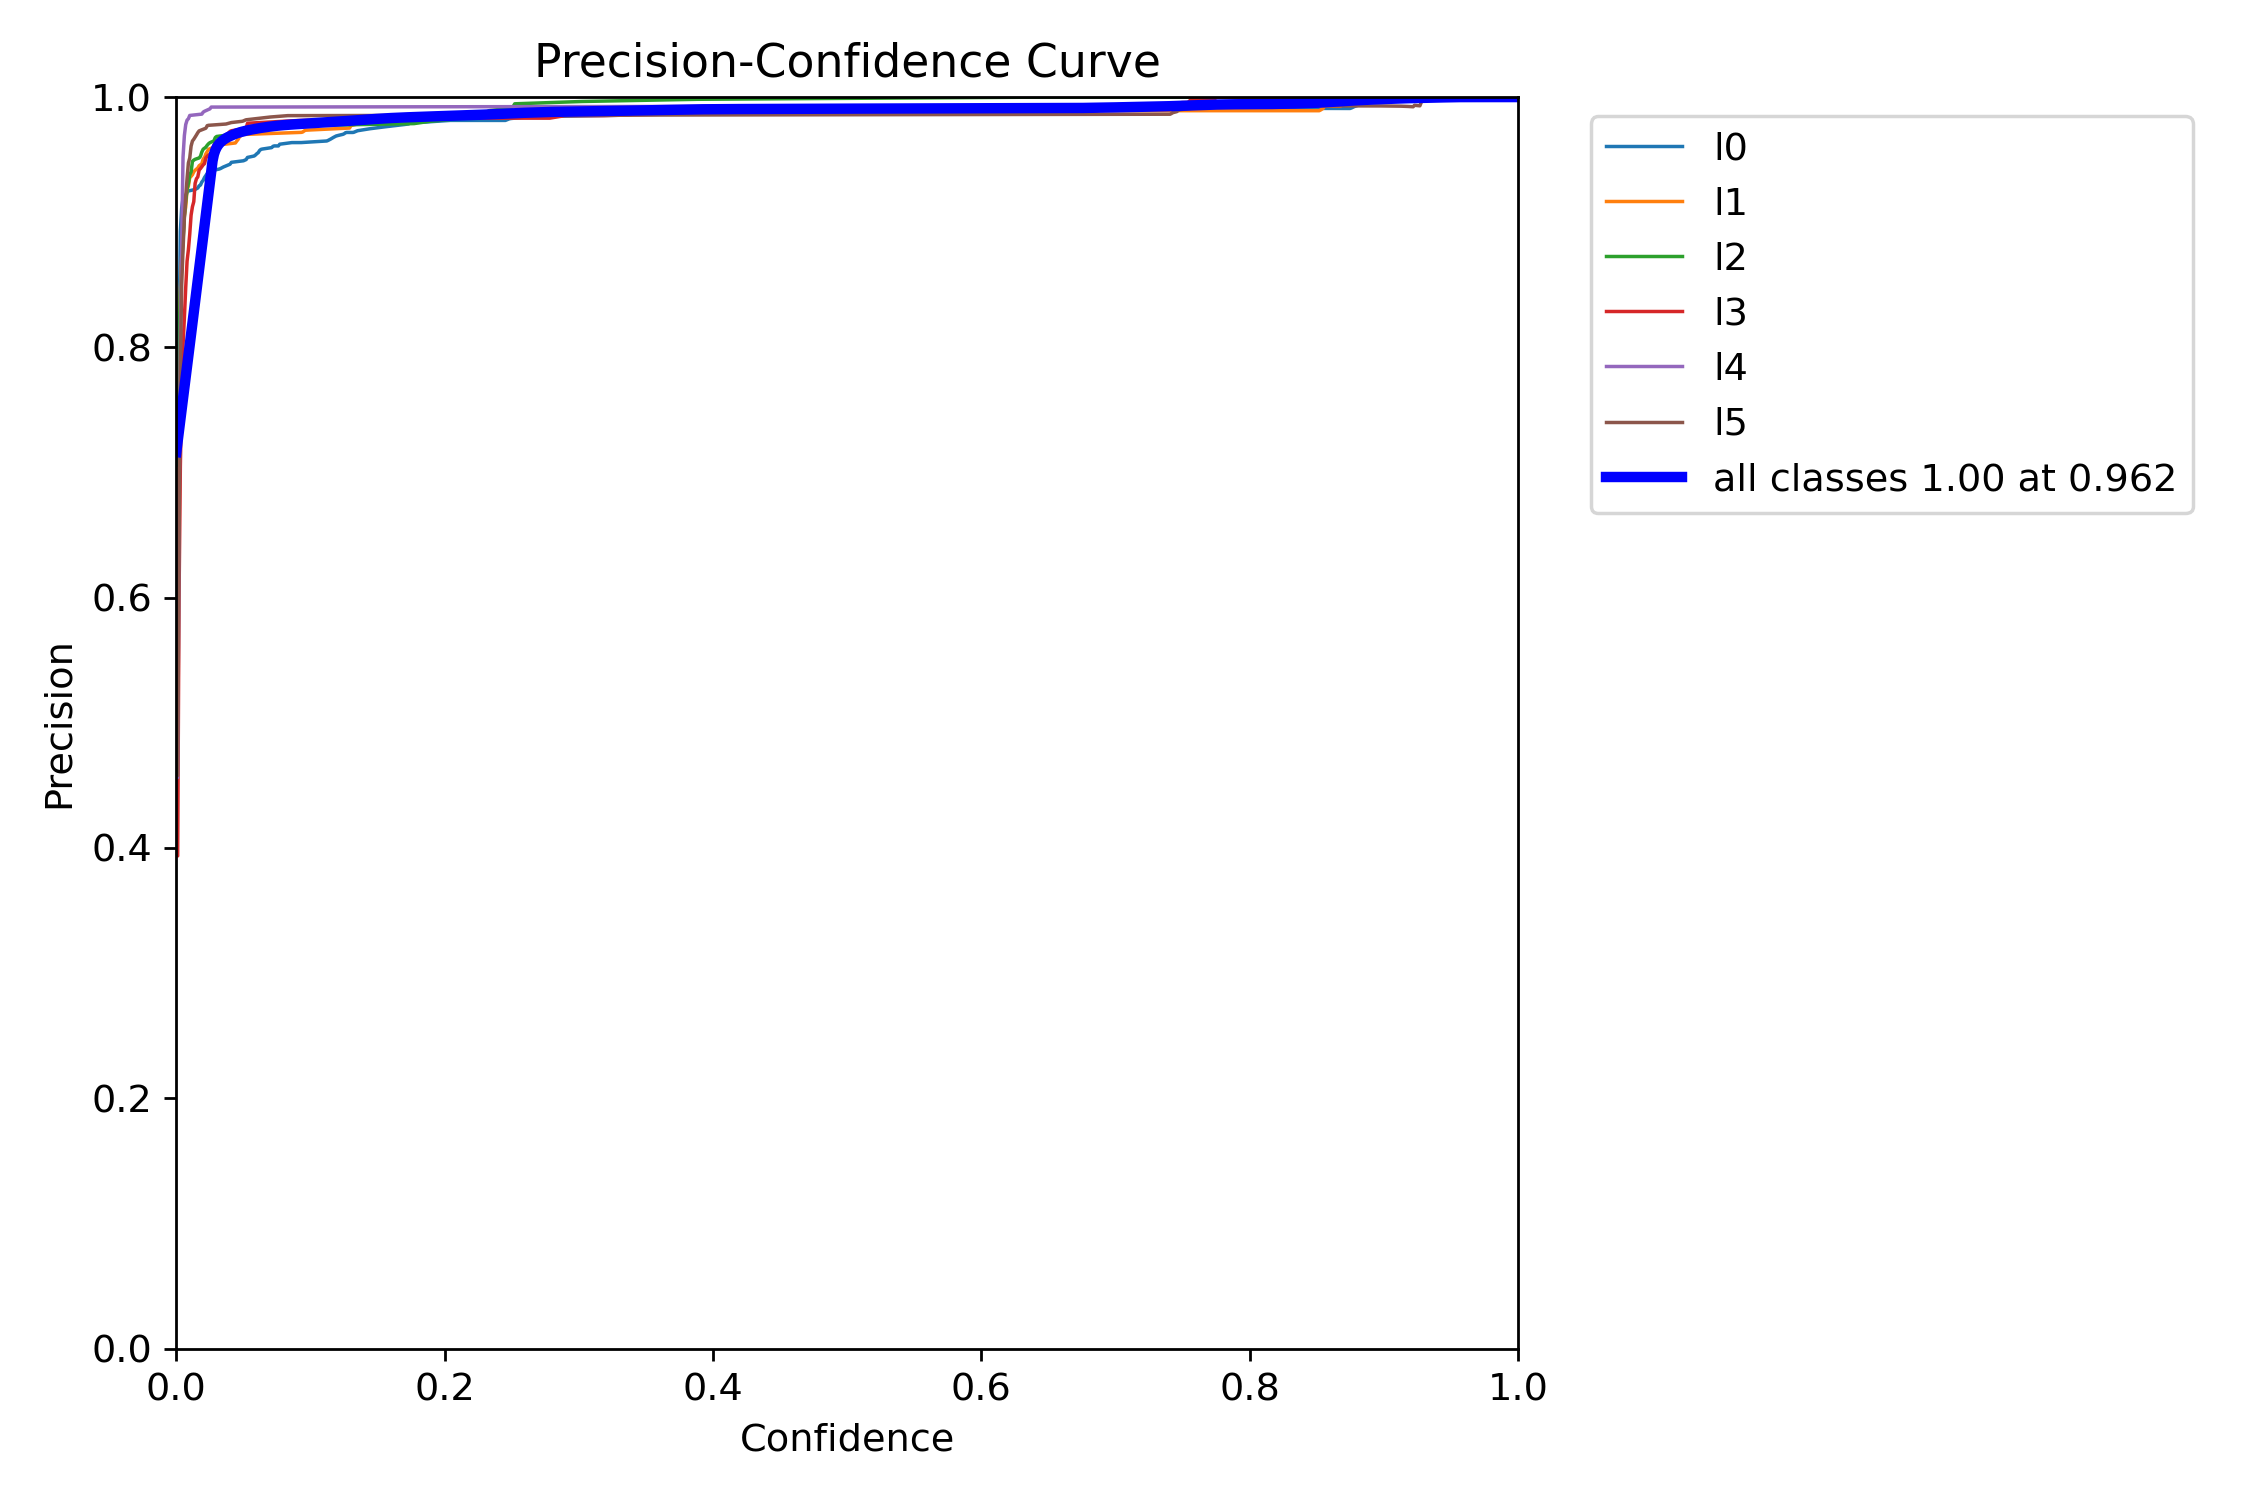 Precision-Confidence Curve
1.0
0.8
0.6
0.4
0.2
0.0
Precision
0.0 0.2 0.4 0.6 0.8 1.0
Confidence
l0
l1
l2
l3
l4
l5
all classes 1.00 at 0.962